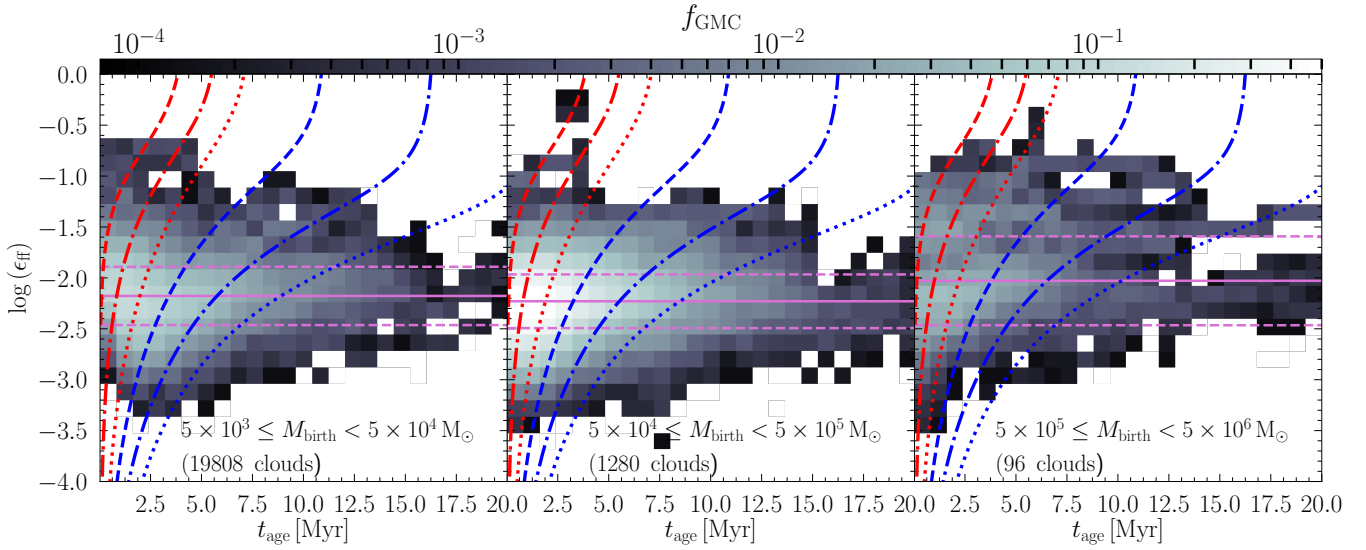 f_GMC
10^−4 10^−3 10^−2 10^−1
log (ϵ_ff)
0.0
−0.5
−1.0
−1.5
−2.0
−2.5
−3.0
−3.5
−4.0
5 × 10^3 ≤ M_birth < 5 × 10^4 M_⊙
(19808 clouds)
5 × 10^4 ≤ M_birth < 5 × 10^5 M_⊙
(1280 clouds)
5 × 10^5 ≤ M_birth < 5 × 10^6 M_⊙
(96 clouds)
2.5 5.0 7.5 10.0 12.5 15.0 17.5 20.0 2.5 5.0 7.5 10.0 12.5 15.0 17.5 20.0 2.5 5.0 7.5 10.0 12.5 15.0 17.5 20.0
t_age [Myr] t_age [Myr] t_age [Myr]